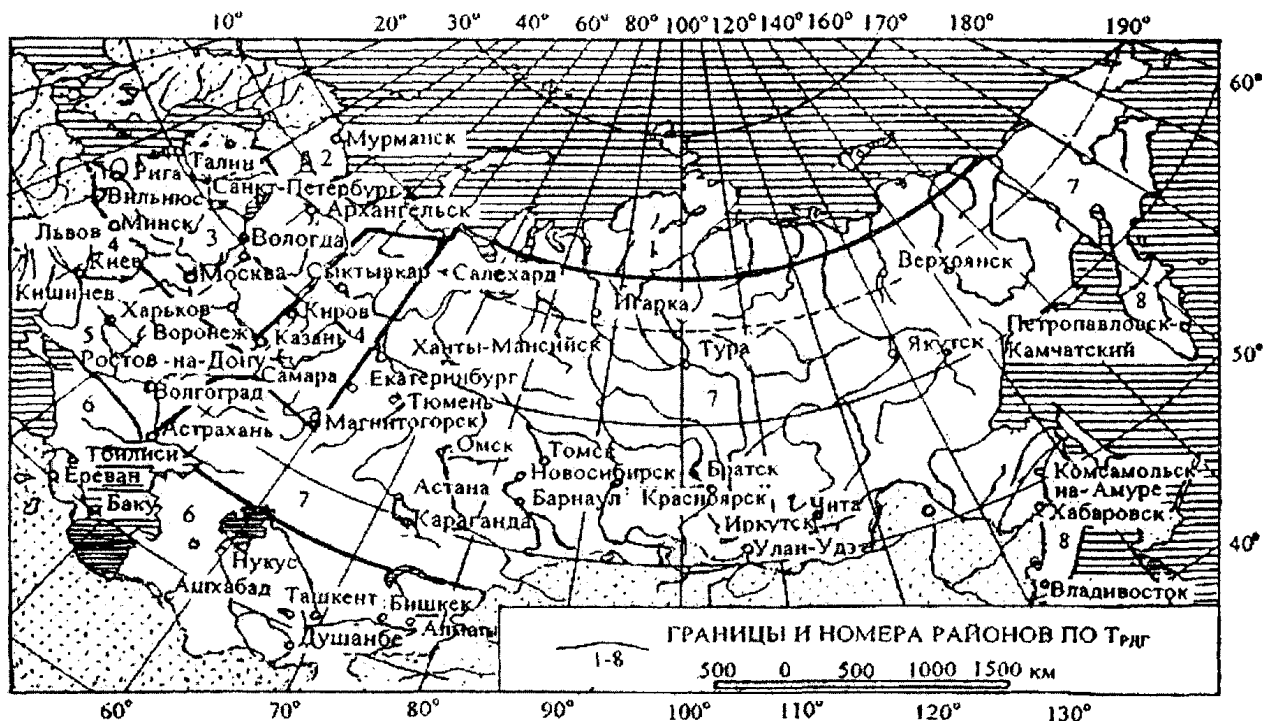 10° 20° 30° 40° 60° 80° 100° 120° 140° 160° 170° 180° 190°
60°
Мурманск
2
Талин
Рига
1
Санкт-Петербург
Вильнюс
Архангельск
7
Минск
Львов
4
3
Вологда
Киев
Москва
Сыктывкар
Салехард
Верхоянск
Кишинев
Игарка
8
Харьков
Киров
5
Воронеж
Казань
4
Петропавловск-
Камчатский
Ханты-Мансийск
Тура
Якутск
50°
Ростов-на-Дону
Самара
Екатеринбург
Волгоград
Тюмень
7
6
Магнитогорск
Астрахань
Омск
Томск
Тбилиси
Новосибирск
Братск
Комсамольск-
на-Амуре
Ереван
Астана
Барнаул
Красноярск
Чита
Баку
6
7
Караганда
Иркутск
Хабаровск
Улан-Удэ
8
40°
Нукус
Ашхабад
Ташкент
Бишкек
Владивосток
Душанбе
Алматы
ГРАНИЦЫ И НОМЕРА РАЙОНОВ ПО Трдг
1-8
500 0 500 1000 1500 км
60° 70° 80° 90° 100° 110° 120° 130°